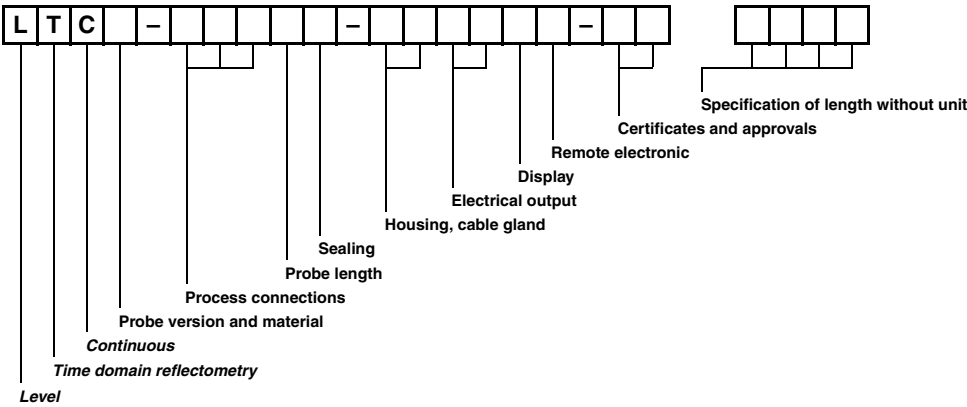 L T C – – –
Specification of length without unit
Certificates and approvals
Remote electronic
Display
Electrical output
Housing, cable gland
Sealing
Probe length
Process connections
Probe version and material
Continuous
Time domain reflectometry
Level